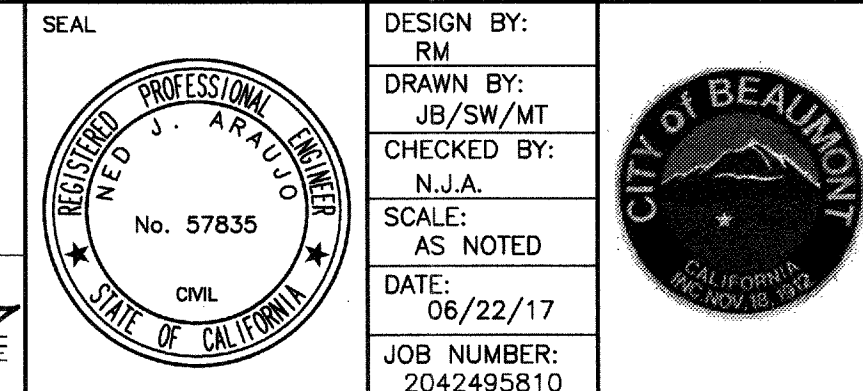 SEAL
REGISTERED PROFESSIONAL ENGINEER
NED J. ARAUJO
No. 57835
CIVIL
STATE OF CALIFORNIA
DESIGN BY:
RM
DRAWN BY:
JB/SW/MT
CHECKED BY:
N.J.A.
SCALE:
AS NOTED
DATE:
06/22/17
JOB NUMBER:
2042495810
CITY of BEAUMONT
CALIFORNIA
INC. NOV. 18, 1912